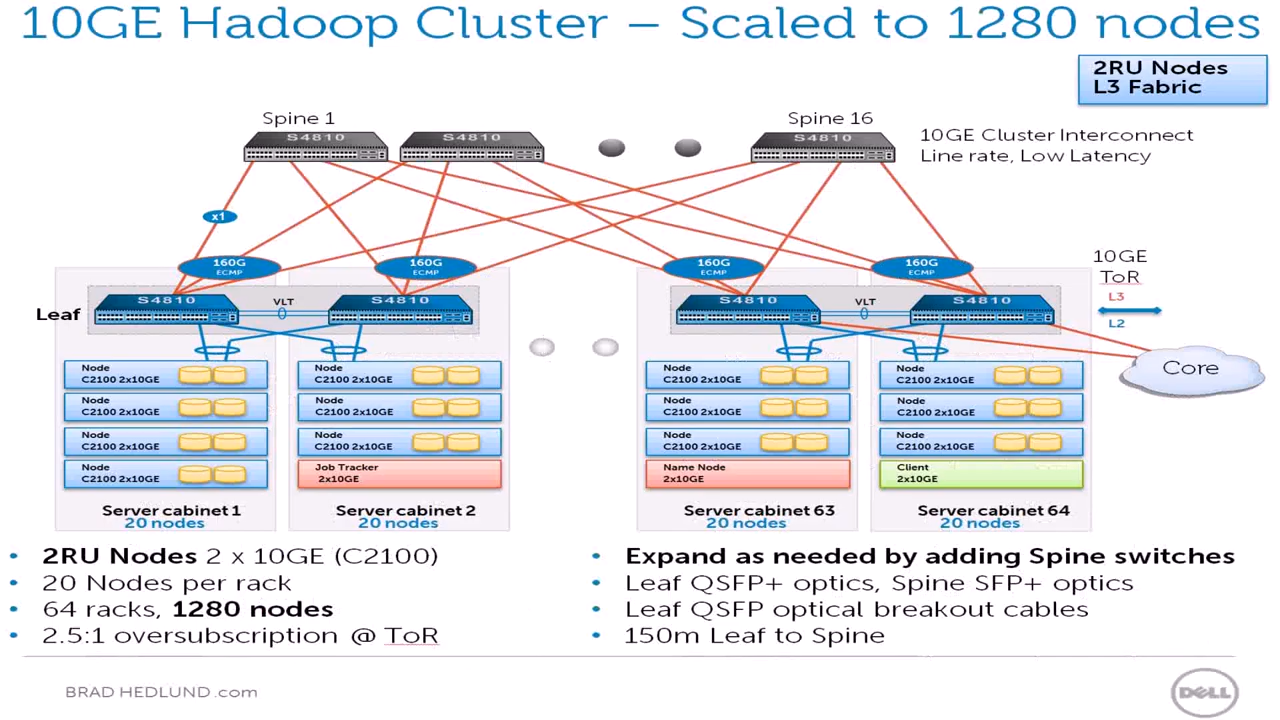 10GE Hadoop Cluster – Scaled to 1280 nodes
2RU Nodes
L3 Fabric
Spine 1
Spine 16
S4810
S4810
S4810
10GE Cluster Interconnect
Line rate, Low Latency
x1
160G
ECMP
160G
ECMP
160G
ECMP
160G
ECMP
10GE
ToR
L3
L2
Leaf
S4810
VLT
S4810
S4810
VLT
S4810
Core
Node
C2100 2x10GE
Node
C2100 2x10GE
Node
C2100 2x10GE
Node
C2100 2x10GE
Server cabinet 1
20 nodes
Node
C2100 2x10GE
Node
C2100 2x10GE
Node
C2100 2x10GE
Job Tracker
2x10GE
Server cabinet 2
20 nodes
Node
C2100 2x10GE
Node
C2100 2x10GE
Node
C2100 2x10GE
Name Node
2x10GE
Server cabinet 63
20 nodes
Node
C2100 2x10GE
Node
C2100 2x10GE
Node
C2100 2x10GE
Client
2x10GE
Server cabinet 64
20 nodes
• 2RU Nodes 2 x 10GE (C2100)
• 20 Nodes per rack
• 64 racks, 1280 nodes
• 2.5:1 oversubscription @ ToR
• Expand as needed by adding Spine switches
• Leaf QSFP+ optics, Spine SFP+ optics
• Leaf QSFP optical breakout cables
• 150m Leaf to Spine
BRAD HEDLUND .com
DELL